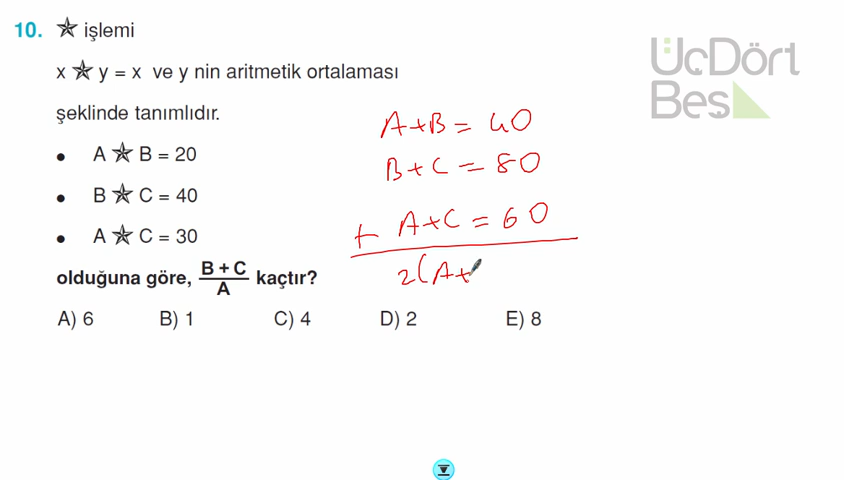 10. ☆ işlemi
x ☆ y = x ve y nin aritmetik ortalaması
şeklinde tanımlıdır.
• A ☆ B = 20
• B ☆ C = 40
• A ☆ C = 30
olduğuna göre, B + C / A kaçtır?
A) 6 B) 1 C) 4 D) 2 E) 8
A+B = 40
B+C = 80
+ A+C = 60
2(A+
ÜçDört
Beş